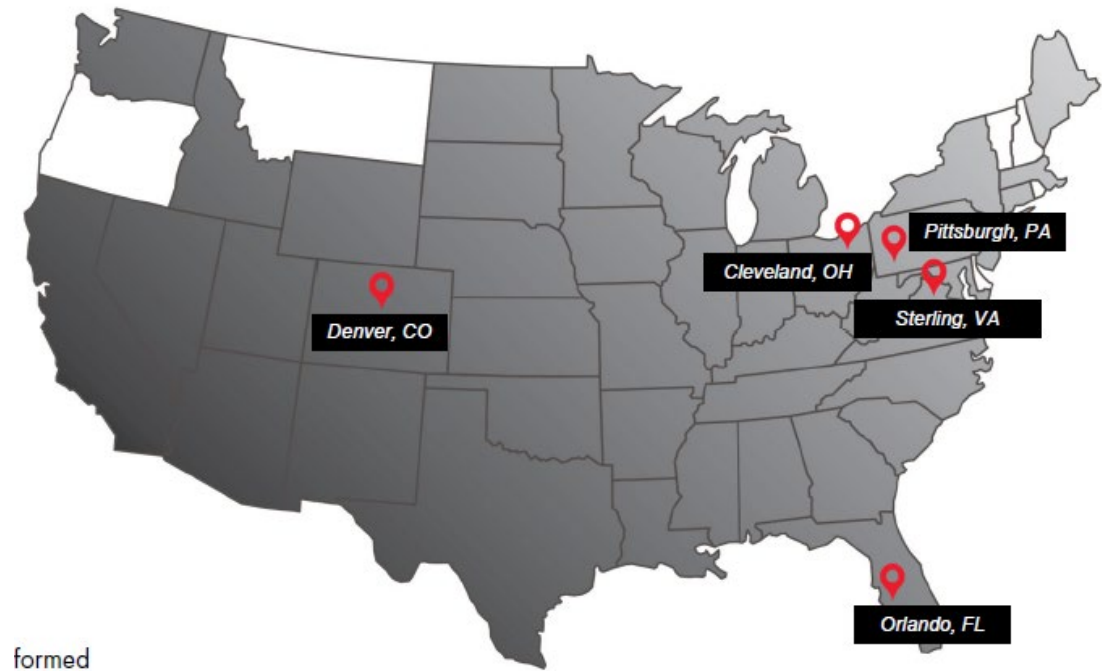 Pittsburgh, PA
Cleveland, OH
Sterling, VA
Denver, CO
Orlando, FL
formed